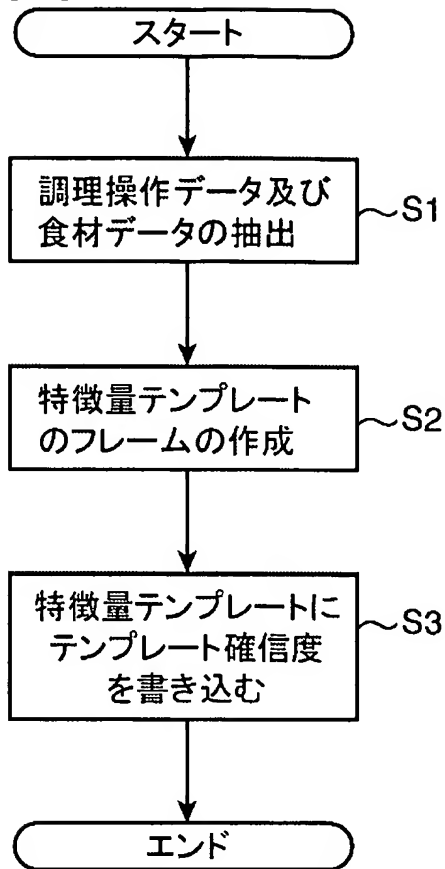 スタート
調理操作データ及び
食材データの抽出
~S1
特徴量テンプレート
のフレームの作成
~S2
特徴量テンプレートに
テンプレート確信度
を書き込む
~S3
エンド